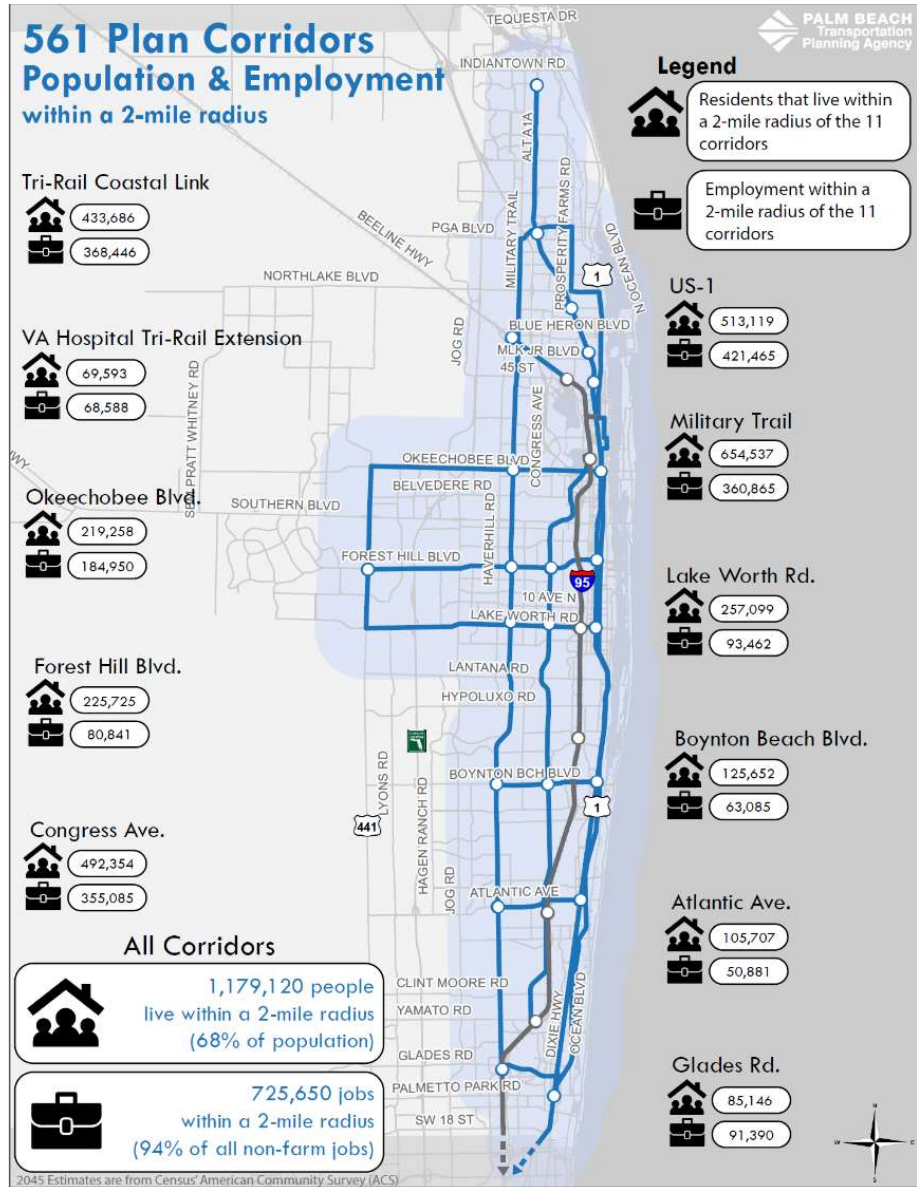 561 Plan Corridors
Population & Employment
within a 2-mile radius
PALM BEACH
Transportation
Planning Agency
Legend
Residents that live within
a 2-mile radius of the 11
corridors
Employment within a
2-mile radius of the 11
corridors
Tri-Rail Coastal Link
433,686
368,446
VA Hospital Tri-Rail Extension
69,593
68,588
Okeechobee Blvd.
219,258
184,950
Forest Hill Blvd.
225,725
80,841
Congress Ave.
492,354
355,085
US-1
513,119
421,465
Military Trail
654,537
360,865
Lake Worth Rd.
257,099
93,462
Boynton Beach Blvd.
125,652
63,085
Atlantic Ave.
105,707
50,881
Glades Rd.
85,146
91,390
All Corridors
1,179,120 people
live within a 2-mile radius
(68% of population)
725,650 jobs
within a 2-mile radius
(94% of all non-farm jobs)
2045 Estimates are from Census' American Community Survey (ACS)
TEQUESTA DR
INDIANTOWN RD
ALT A1A
MILITARY TRAIL
PROSPERITY FARMS RD
N OCEAN BLVD
BEELINE HWY
PGA BLVD
NORTHLAKE BLVD
1
JOG RD
BLUE HERON BLVD
MLK JR BLVD
45 ST
CONGRESS AVE
SEM PRATT WHITNEY RD
WY
OKEECHOBEE BLVD
BELVEDERE RD
SOUTHERN BLVD
HAVERHILL RD
FOREST HILL BLVD
95
10 AVE N
LAKE WORTH RD
LANTANA RD
HYPOLUXO RD
BOYNTON BCH BLVD
1
LYONS RD
441
HAGEN RANCH RD
JOG RD
ATLANTIC AVE
CLINT MOORE RD
YAMATO RD
DIXIE HWY
OCEAN BLVD
GLADES RD
PALMETTO PARK RD
SW 18 ST